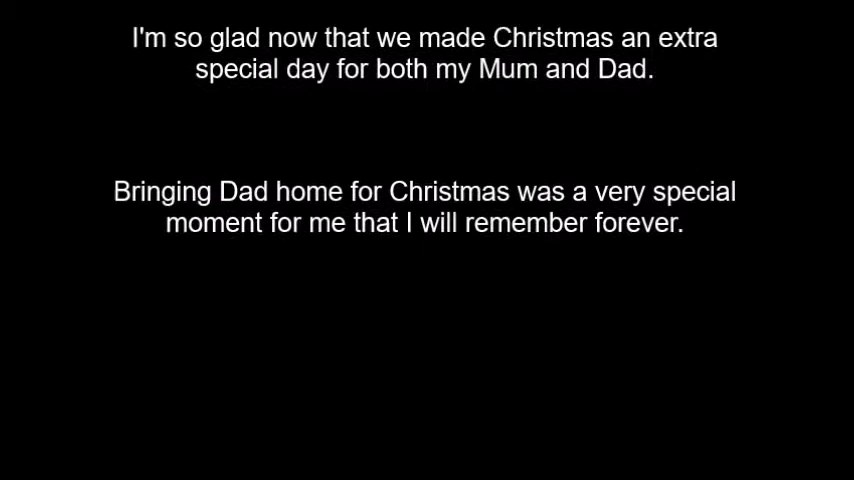 I'm so glad now that we made Christmas an extra
special day for both my Mum and Dad.
Bringing Dad home for Christmas was a very special
moment for me that I will remember forever.